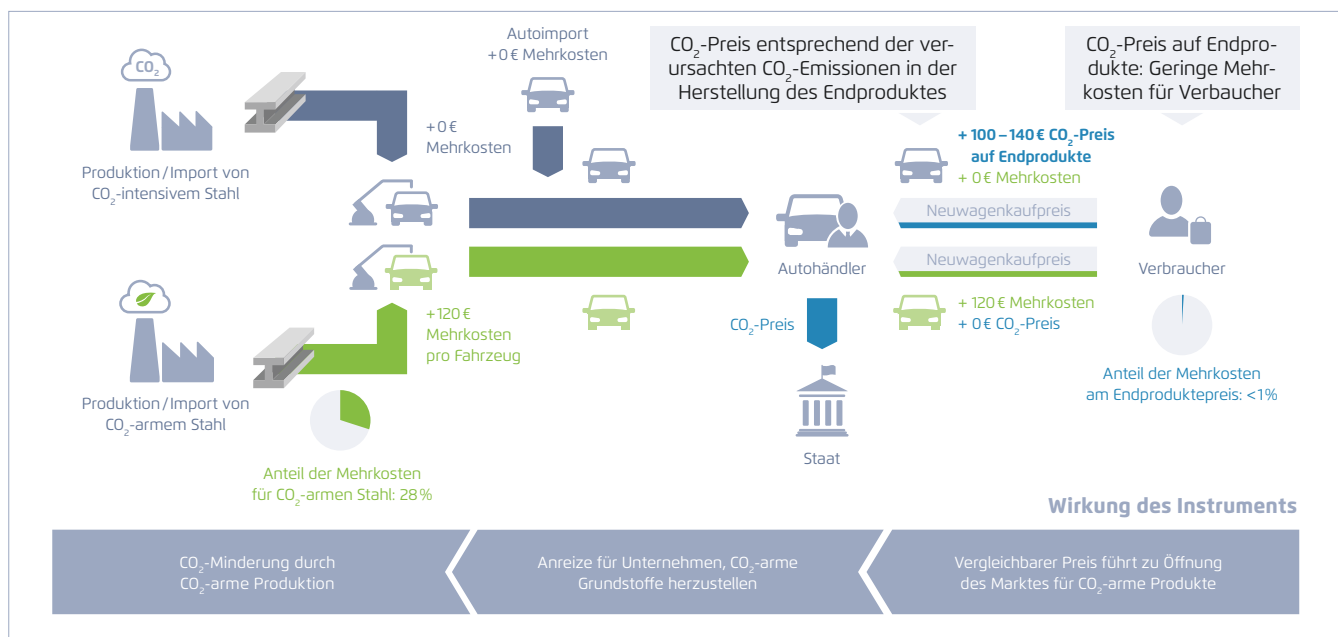 CO₂
Produktion/Import von
CO₂-intensivem Stahl
+0 €
Mehrkosten
Autoimport
+0 € Mehrkosten
CO₂-Preis entsprechend der ver-
ursachten CO₂-Emissionen in der
Herstellung des Endproduktes
CO₂-Preis auf Endpro-
dukte: Geringe Mehr-
kosten für Verbaucher
+ 100 – 140 € CO₂-Preis
auf Endprodukte
+ 0 € Mehrkosten
Neuwagenkaufpreis
Neuwagenkaufpreis
Autohändler
Verbraucher
Produktion/Import von
CO₂-armem Stahl
+120 €
Mehrkosten
pro Fahrzeug
CO₂-Preis
+ 120 € Mehrkosten
+ 0 € CO₂-Preis
Anteil der Mehrkosten
am Endproduktepreis: <1%
Staat
Anteil der Mehrkosten
für CO₂-armen Stahl: 28 %
Wirkung des Instruments
CO₂-Minderung durch
CO₂-arme Produktion
Anreize für Unternehmen, CO₂-arme
Grundstoffe herzustellen
Vergleichbarer Preis führt zu Öffnung
des Marktes für CO₂-arme Produkte